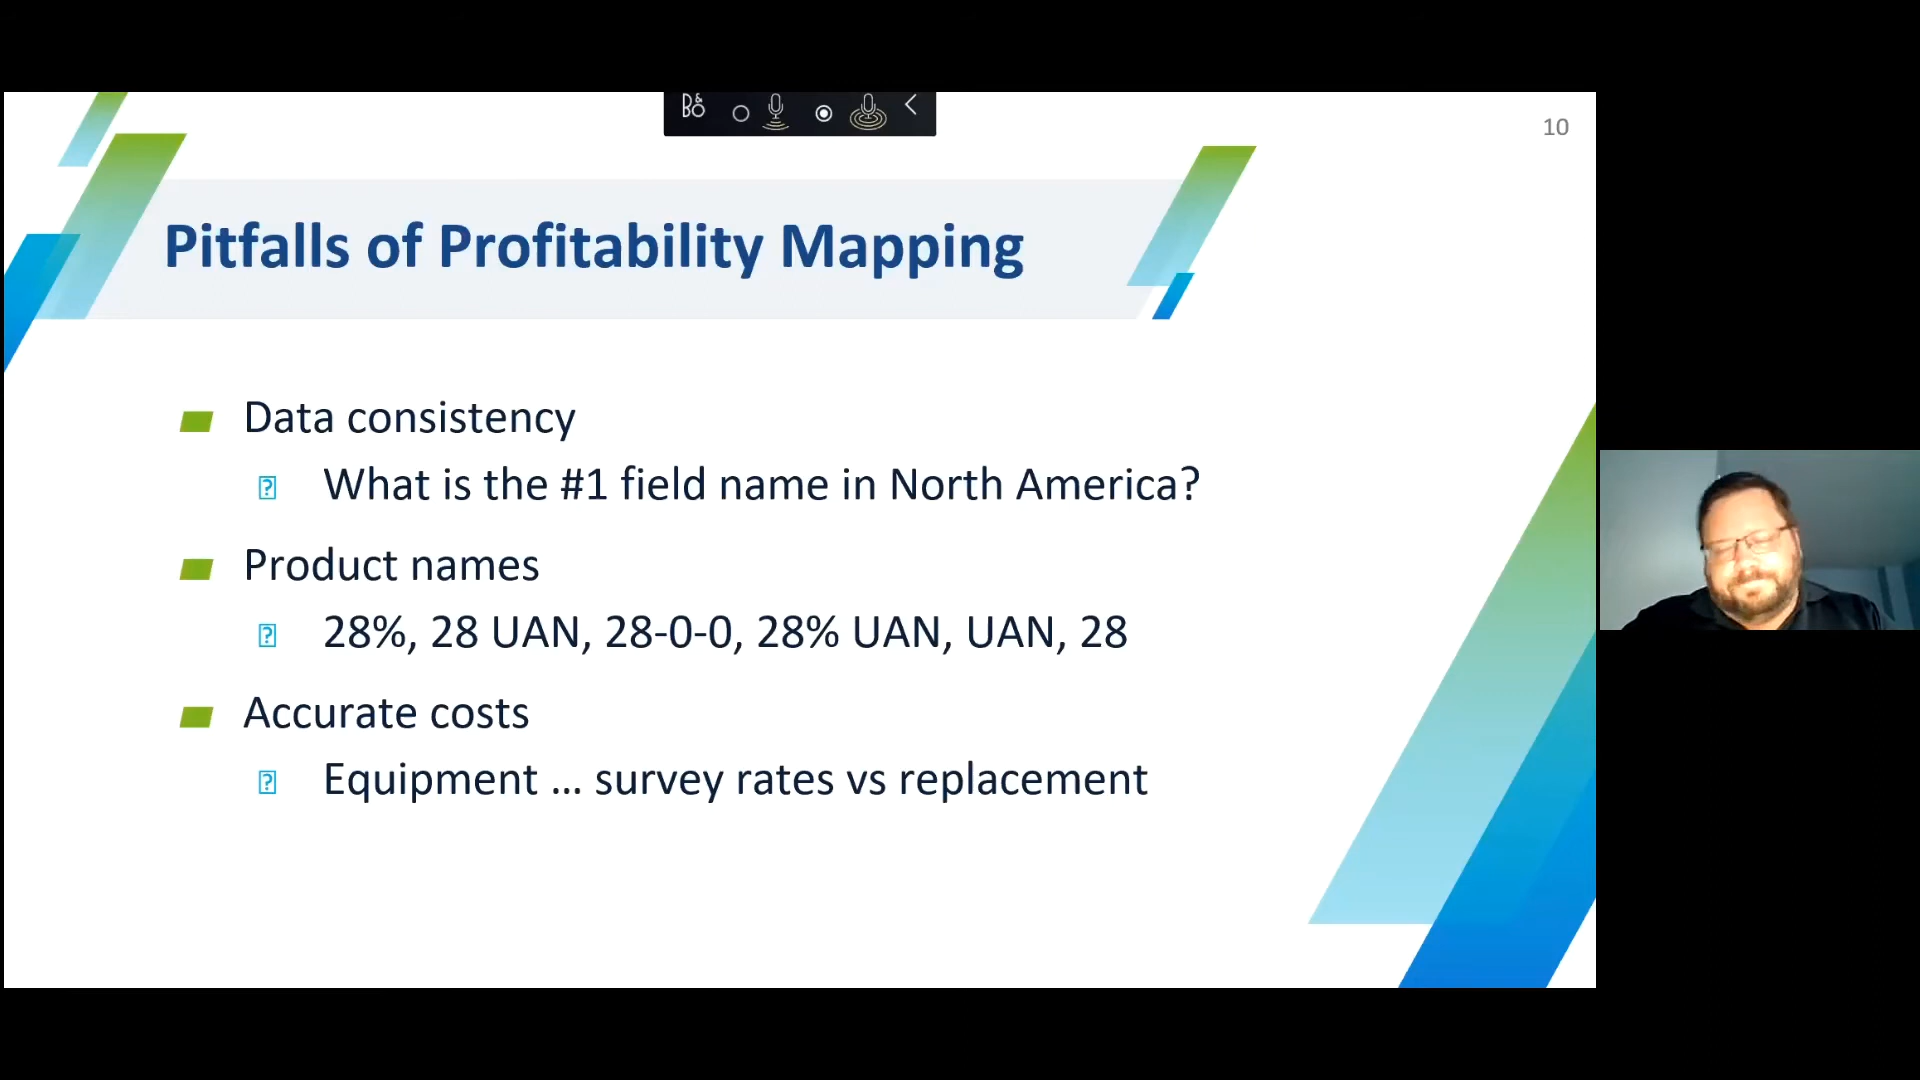 B&O
10
Pitfalls of Profitability Mapping
Data consistency
What is the #1 field name in North America?
Product names
28%, 28 UAN, 28-0-0, 28% UAN, UAN, 28
Accurate costs
Equipment … survey rates vs replacement